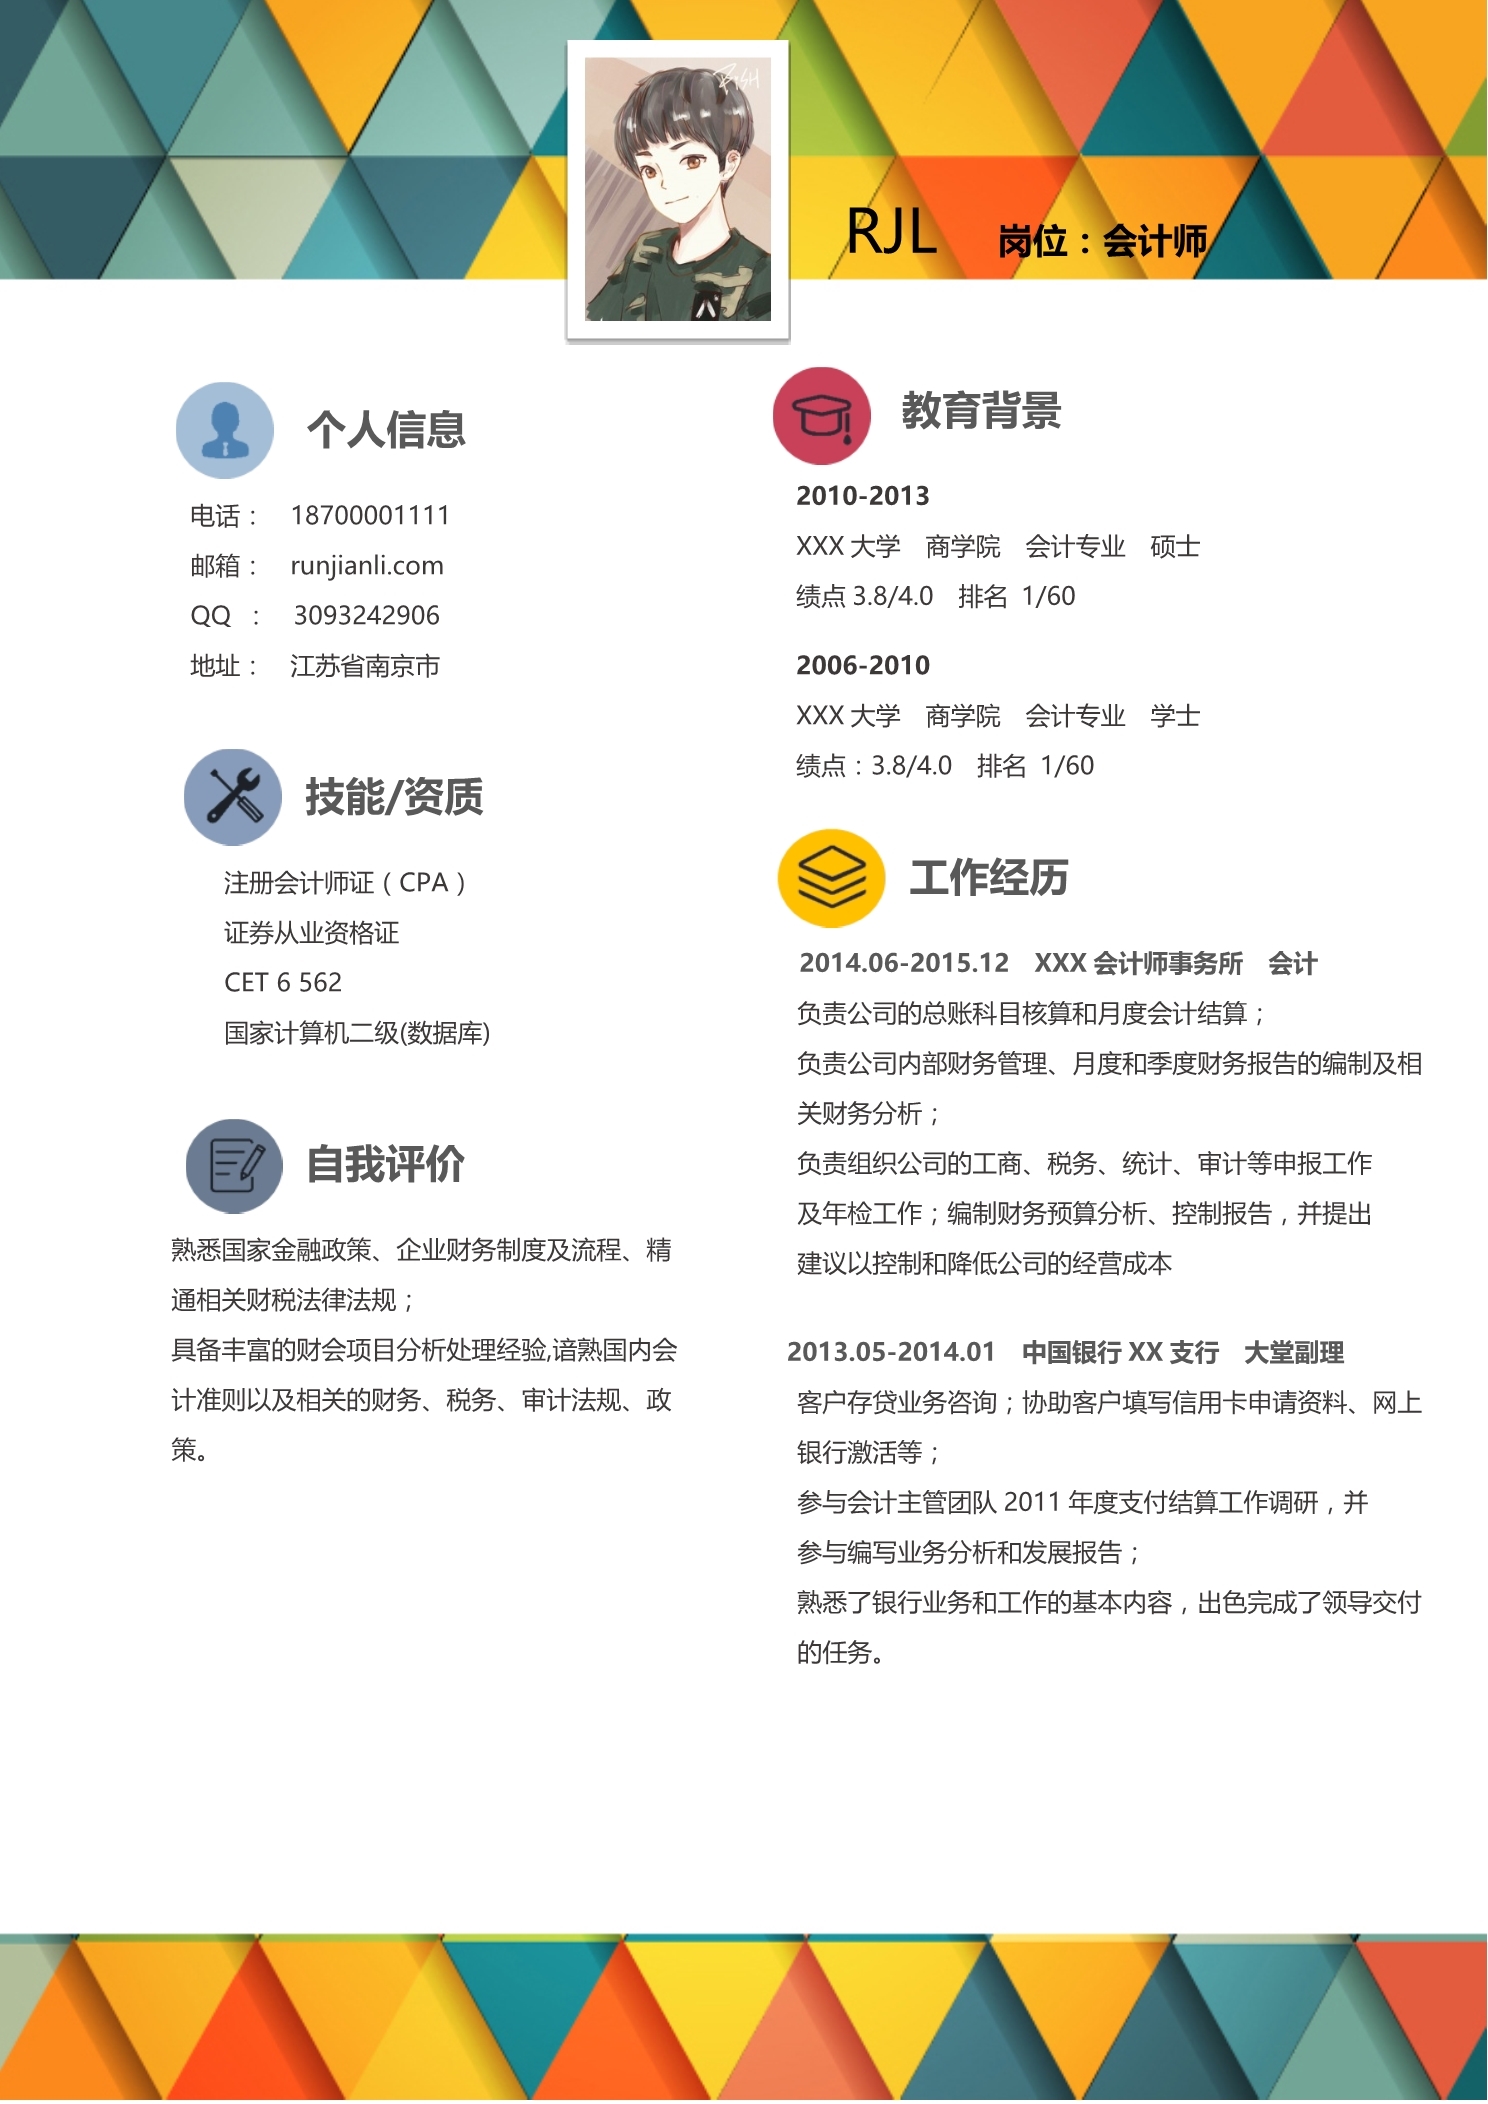 RJL 岗位：会计师
个人信息
电话： 18700001111
邮箱： runjianli.com
QQ ： 3093242906
地址： 江苏省南京市
技能/资质
注册会计师证（CPA）
证券从业资格证
CET 6 562
国家计算机二级(数据库)
自我评价
熟悉国家金融政策、企业财务制度及流程、精
通相关财税法律法规；
具备丰富的财会项目分析处理经验,谙熟国内会
计准则以及相关的财务、税务、审计法规、政
策。
教育背景
2010-2013
XXX 大学 商学院 会计专业 硕士
绩点 3.8/4.0 排名 1/60
2006-2010
XXX 大学 商学院 会计专业 学士
绩点：3.8/4.0 排名 1/60
工作经历
2014.06-2015.12 XXX 会计师事务所 会计
负责公司的总账科目核算和月度会计结算；
负责公司内部财务管理、月度和季度财务报告的编制及相
关财务分析；
负责组织公司的工商、税务、统计、审计等申报工作
及年检工作；编制财务预算分析、控制报告，并提出
建议以控制和降低公司的经营成本
2013.05-2014.01 中国银行 XX 支行 大堂副理
客户存贷业务咨询；协助客户填写信用卡申请资料、网上
银行激活等；
参与会计主管团队 2011 年度支付结算工作调研，并
参与编写业务分析和发展报告；
熟悉了银行业务和工作的基本内容，出色完成了领导交付
的任务。